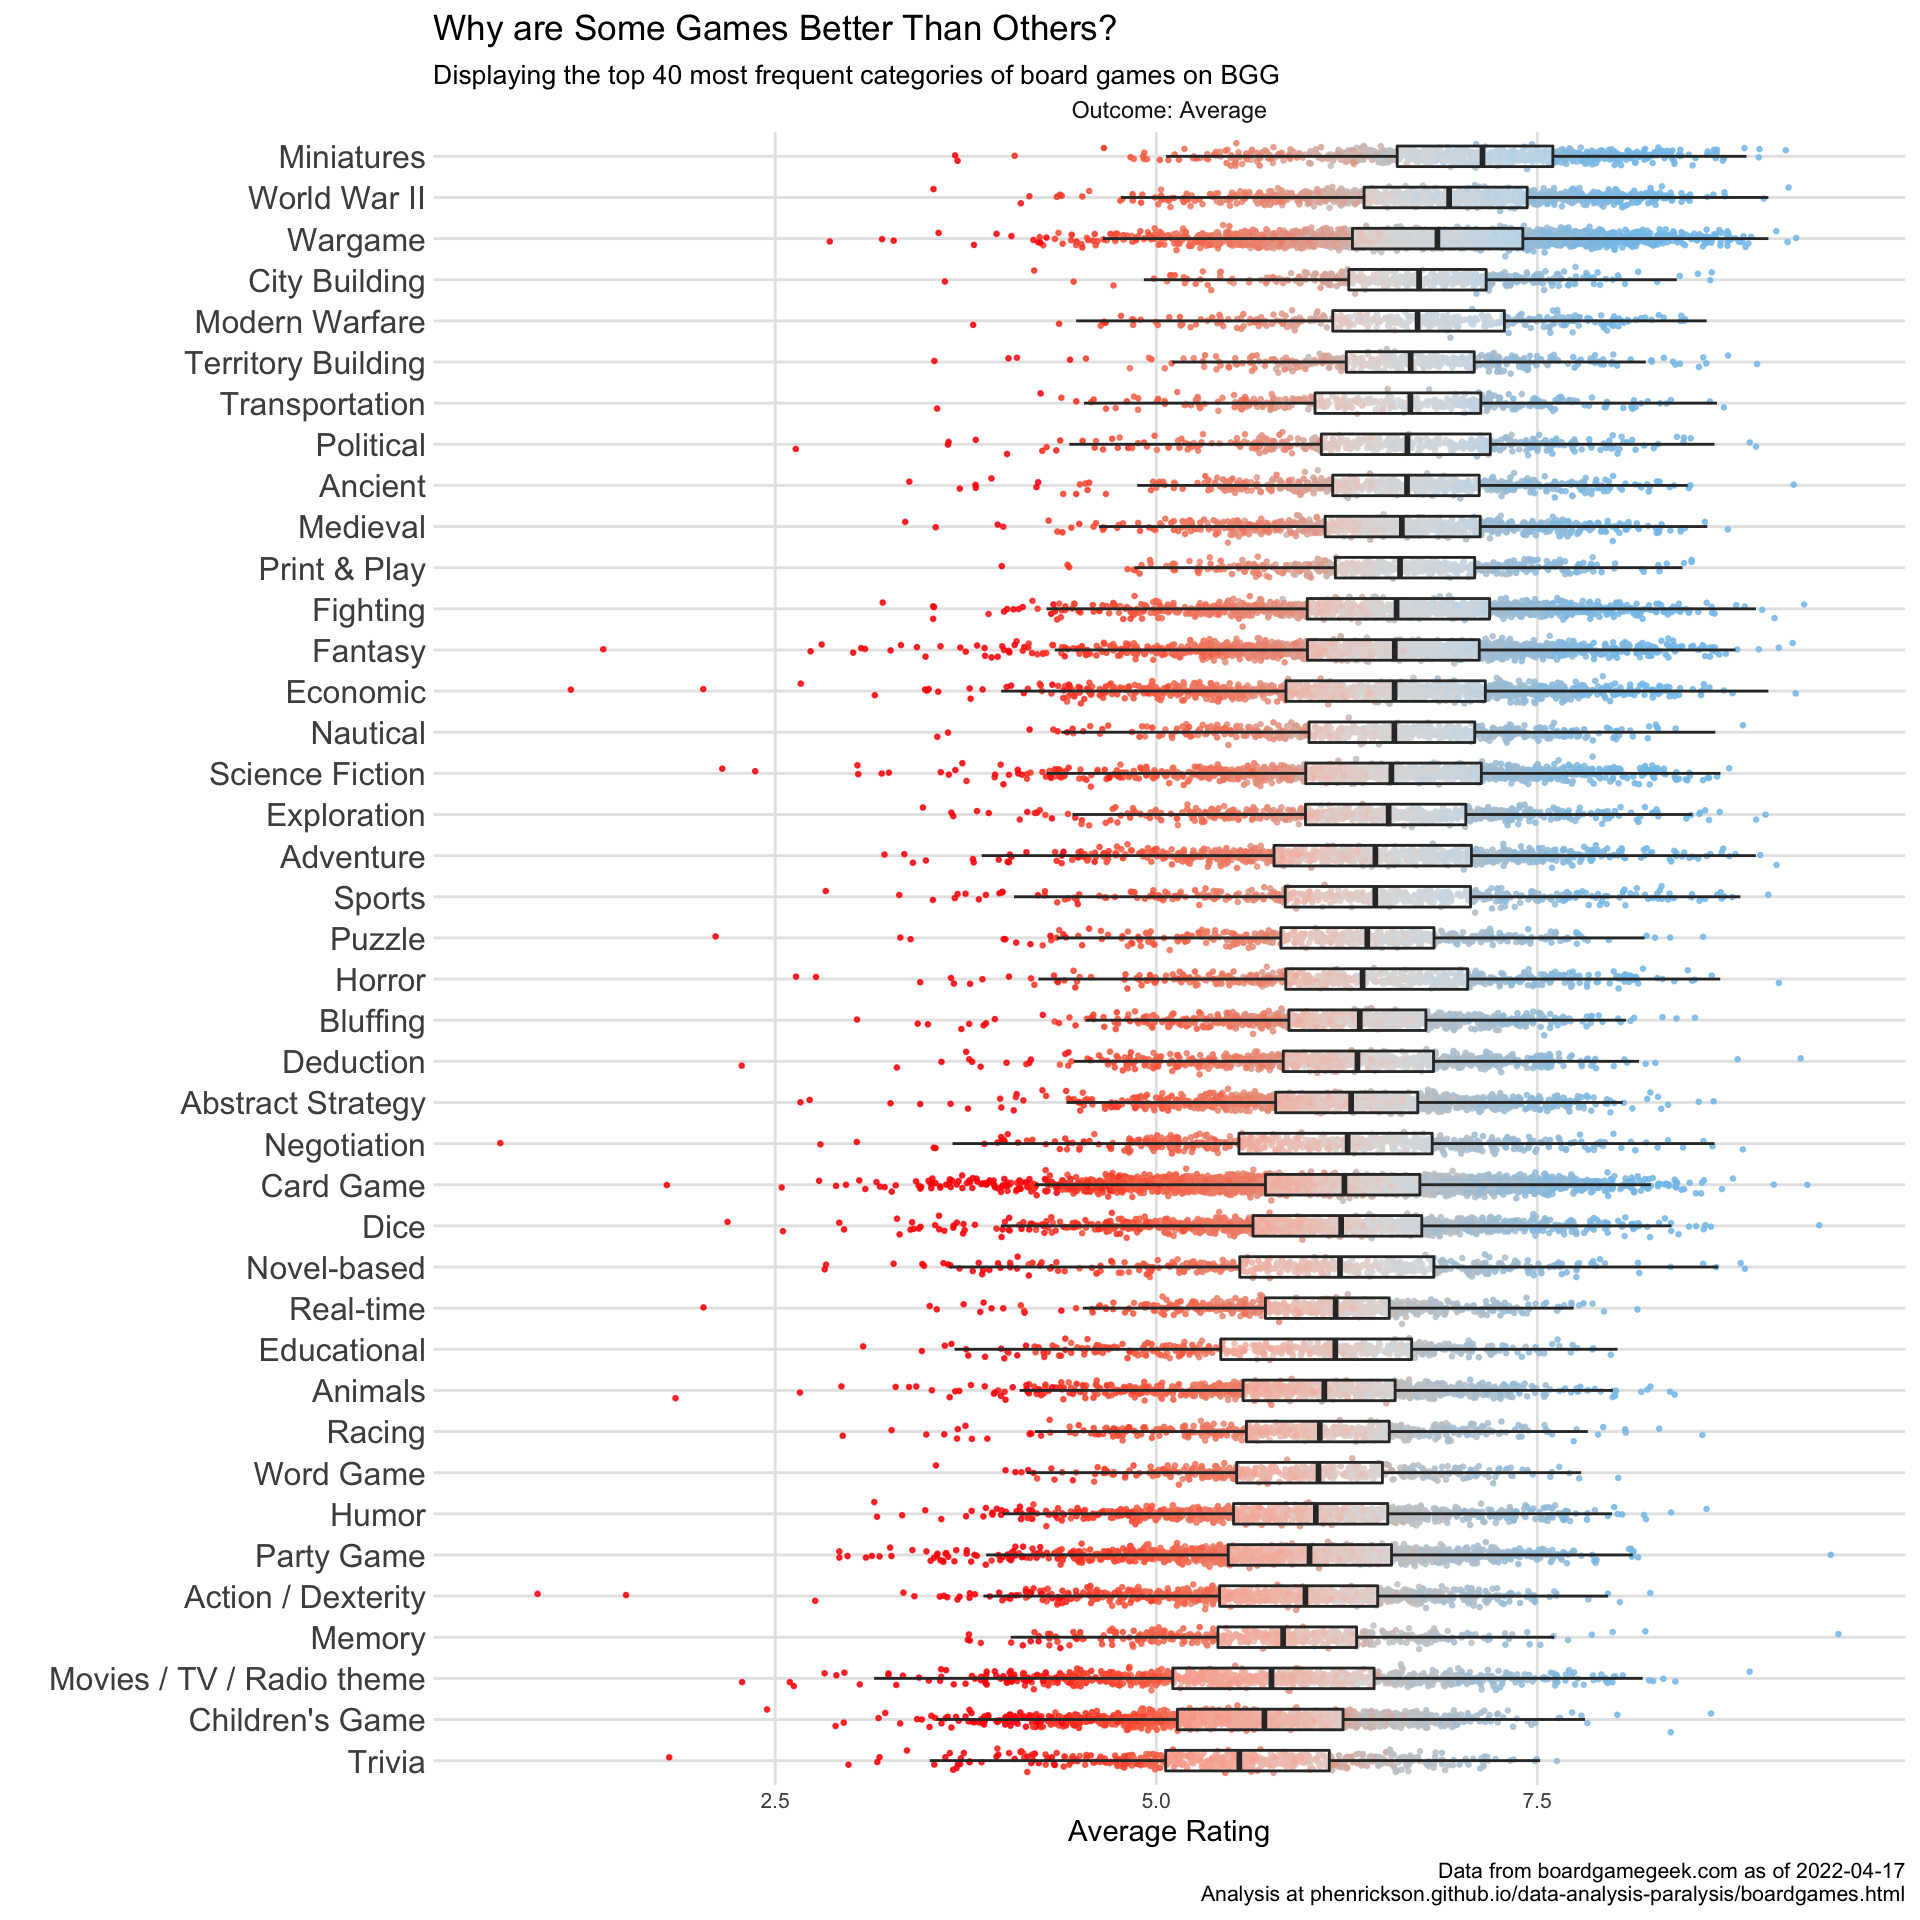 Why are Some Games Better Than Others?
Displaying the top 40 most frequent categories of board games on BGG
Outcome: Average
Miniatures
World War II
Wargame
City Building
Modern Warfare
Territory Building
Transportation
Political
Ancient
Medieval
Print & Play
Fighting
Fantasy
Economic
Nautical
Science Fiction
Exploration
Adventure
Sports
Puzzle
Horror
Bluffing
Deduction
Abstract Strategy
Negotiation
Card Game
Dice
Novel-based
Real-time
Educational
Animals
Racing
Word Game
Humor
Party Game
Action / Dexterity
Memory
Movies / TV / Radio theme
Children's Game
Trivia
2.5 5.0 7.5
Average Rating
Data from boardgamegeek.com as of 2022-04-17
Analysis at phenrickson.github.io/data-analysis-paralysis/boardgames.html